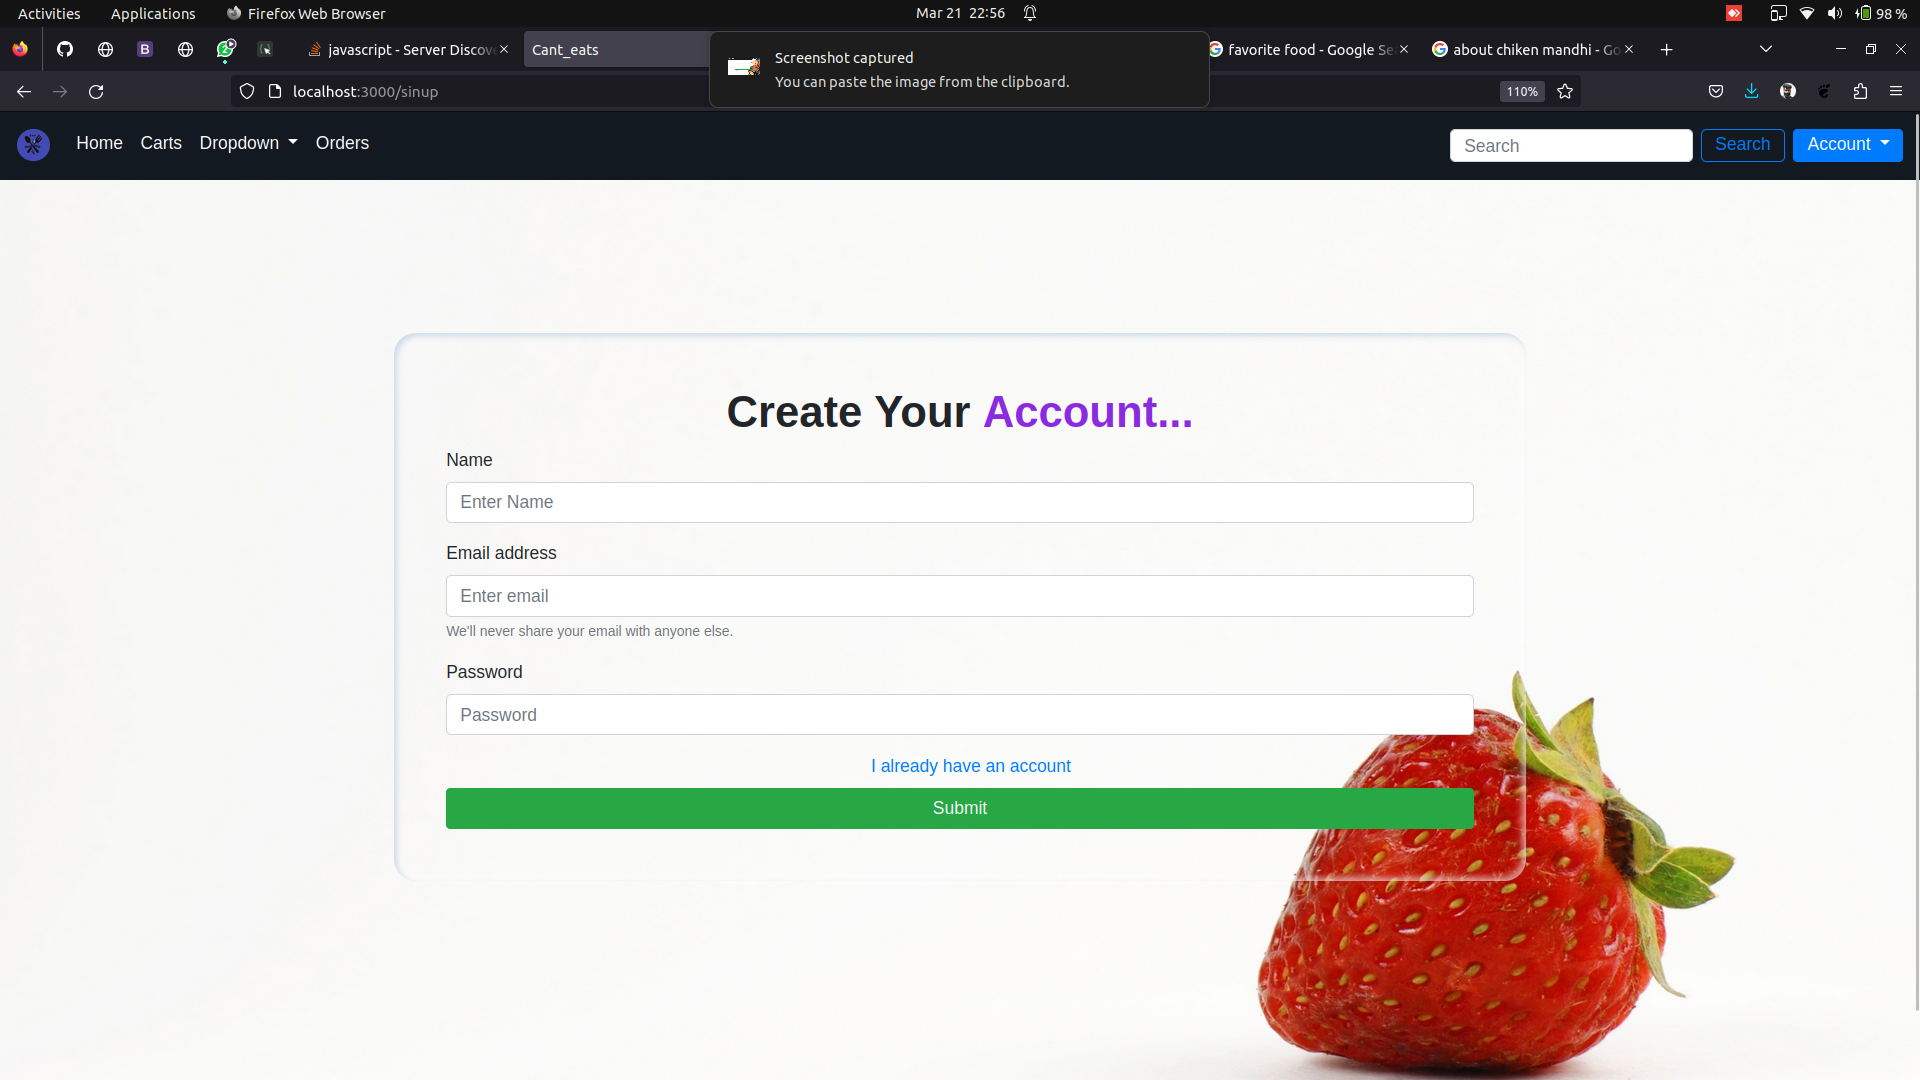 Activities Applications Firefox Web Browser Mar 21 22:56 98 %
javascript - Server Discov Cant_eats favorite food - Google Se about chiken mandhi - Go
Screenshot captured
You can paste the image from the clipboard.
localhost:3000/sinup 110%
Home Carts Dropdown Orders Search Search Account
Create Your Account...
Name
Enter Name
Email address
Enter email
We'll never share your email with anyone else.
Password
Password
I already have an account
Submit